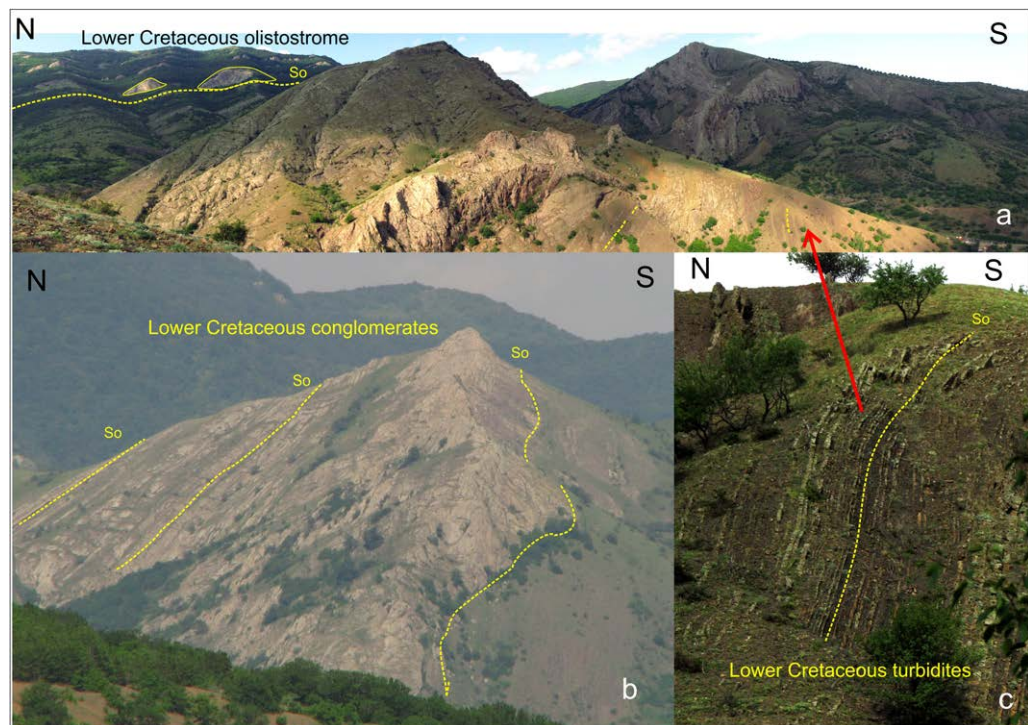 N
S
Lower Cretaceous olistostrome
So
a
N
S
Lower Cretaceous conglomerates
So
So
So
b
N
S
So
Lower Cretaceous turbidites
c